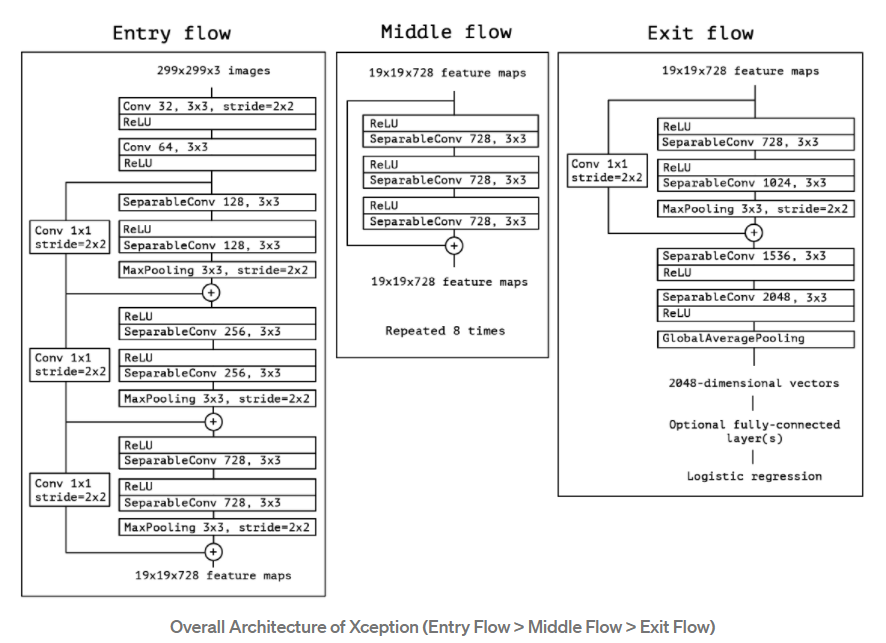 Entry flow
299x299x3 images
Conv 32, 3x3, stride=2x2
ReLU
Conv 64, 3x3
ReLU
SeparableConv 128, 3x3
Conv 1x1
stride=2x2
ReLU
SeparableConv 128, 3x3
MaxPooling 3x3, stride=2x2
+
ReLU
SeparableConv 256, 3x3
Conv 1x1
stride=2x2
ReLU
SeparableConv 256, 3x3
MaxPooling 3x3, stride=2x2
+
ReLU
SeparableConv 728, 3x3
Conv 1x1
stride=2x2
ReLU
SeparableConv 728, 3x3
MaxPooling 3x3, stride=2x2
+
19x19x728 feature maps
Middle flow
19x19x728 feature maps
ReLU
SeparableConv 728, 3x3
ReLU
SeparableConv 728, 3x3
ReLU
SeparableConv 728, 3x3
+
19x19x728 feature maps
Repeated 8 times
Exit flow
19x19x728 feature maps
ReLU
SeparableConv 728, 3x3
Conv 1x1
stride=2x2
ReLU
SeparableConv 1024, 3x3
MaxPooling 3x3, stride=2x2
+
SeparableConv 1536, 3x3
ReLU
SeparableConv 2048, 3x3
ReLU
GlobalAveragePooling
2048-dimensional vectors
Optional fully-connected
layer(s)
Logistic regression
Overall Architecture of Xception (Entry Flow > Middle Flow > Exit Flow)